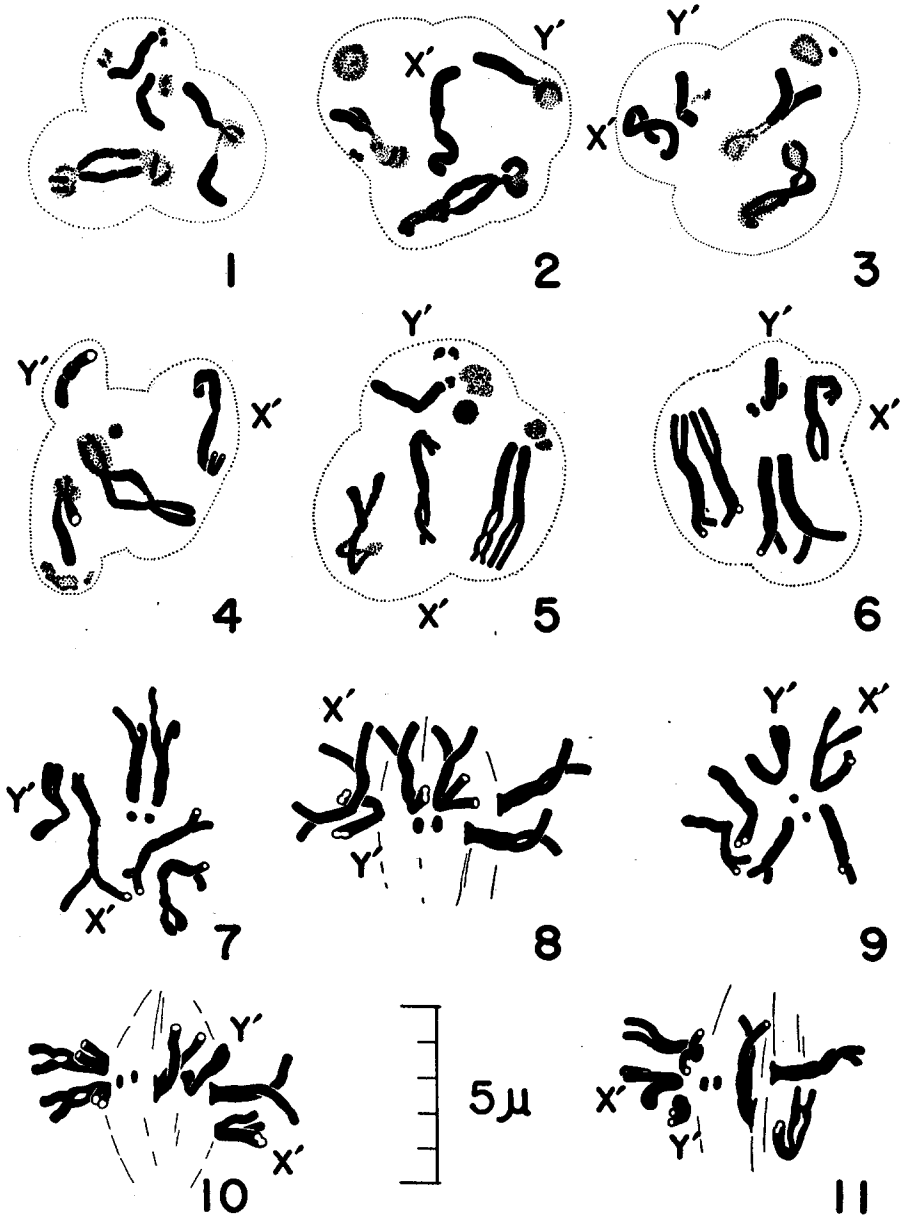 X′ Y′ Y′
X′
1 2 3
Y′ Y′ Y′
X′ X′
4 X′ 5 6
X′ Y′ X′
Y′
Y′
X′ 7 8 9
Y′
5µ X′
X′ Y′
10 11